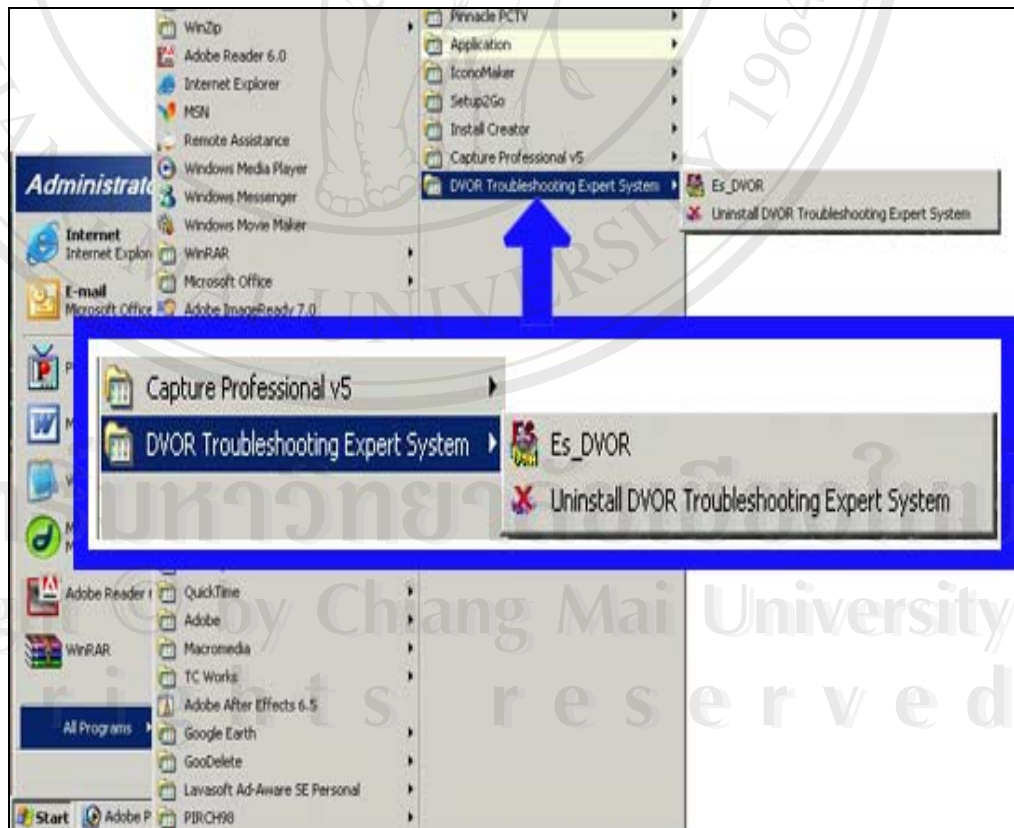 WinZip
Adobe Reader 6.0
Internet Explorer
MSN
Remote Assistance
Windows Media Player
Windows Messenger
Windows Movie Maker
WinRAR
Microsoft Office
Adobe ImageReady 7.0
Pinnacle PCTV
Application
IconoMaker
Setup2Go
Install Creator
Capture Professional v5
DVOR Troubleshooting Expert System
Es_DVOR
Uninstall DVOR Troubleshooting Expert System
Administrato
Internet
Internet Explor
E-mail
Microsoft Office
Capture Professional v5
DVOR Troubleshooting Expert System
Es_DVOR
Uninstall DVOR Troubleshooting Expert System
Adobe Reader
WinRAR
All Programs
QuickTime
Adobe
Macromedia
TC Works
Adobe After Effects 6.5
Google Earth
GooDelete
Lavasoft Ad-Aware SE Personal
PIRCH98
Start
Adobe P
UNIVERSITY 1964
© by Chiang Mai University
rights reserved